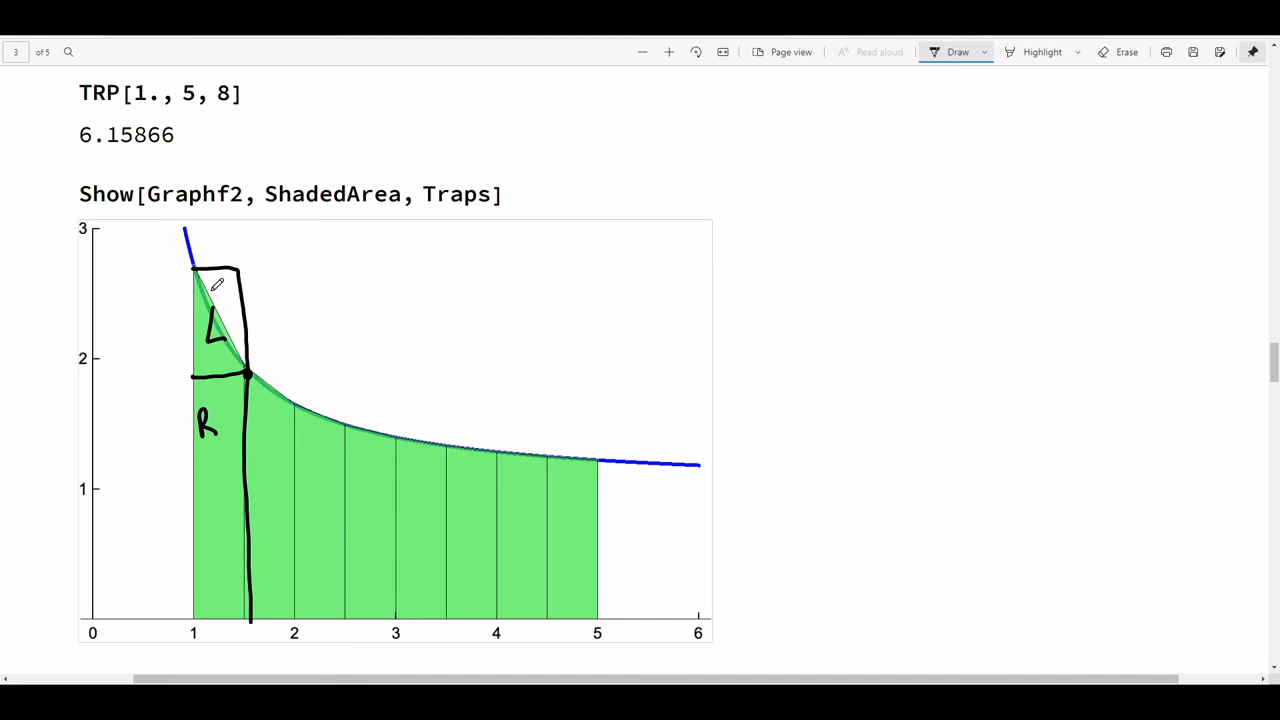 3 of 5 Page view Read aloud Draw Highlight Erase
TRP[1., 5, 8]
6.15866
Show[Graphf2, ShadedArea, Traps]
3
L
2
R
1
0 1 2 3 4 5 6